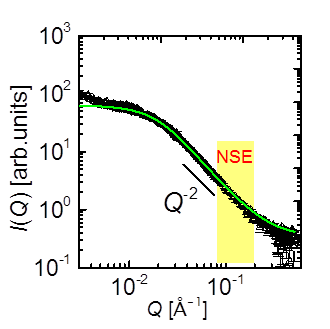 10³
10²
10¹
10⁰
10⁻¹
I(Q) [arb.units]
NSE
Q⁻²
10⁻² 10⁻¹
Q [Å⁻¹]